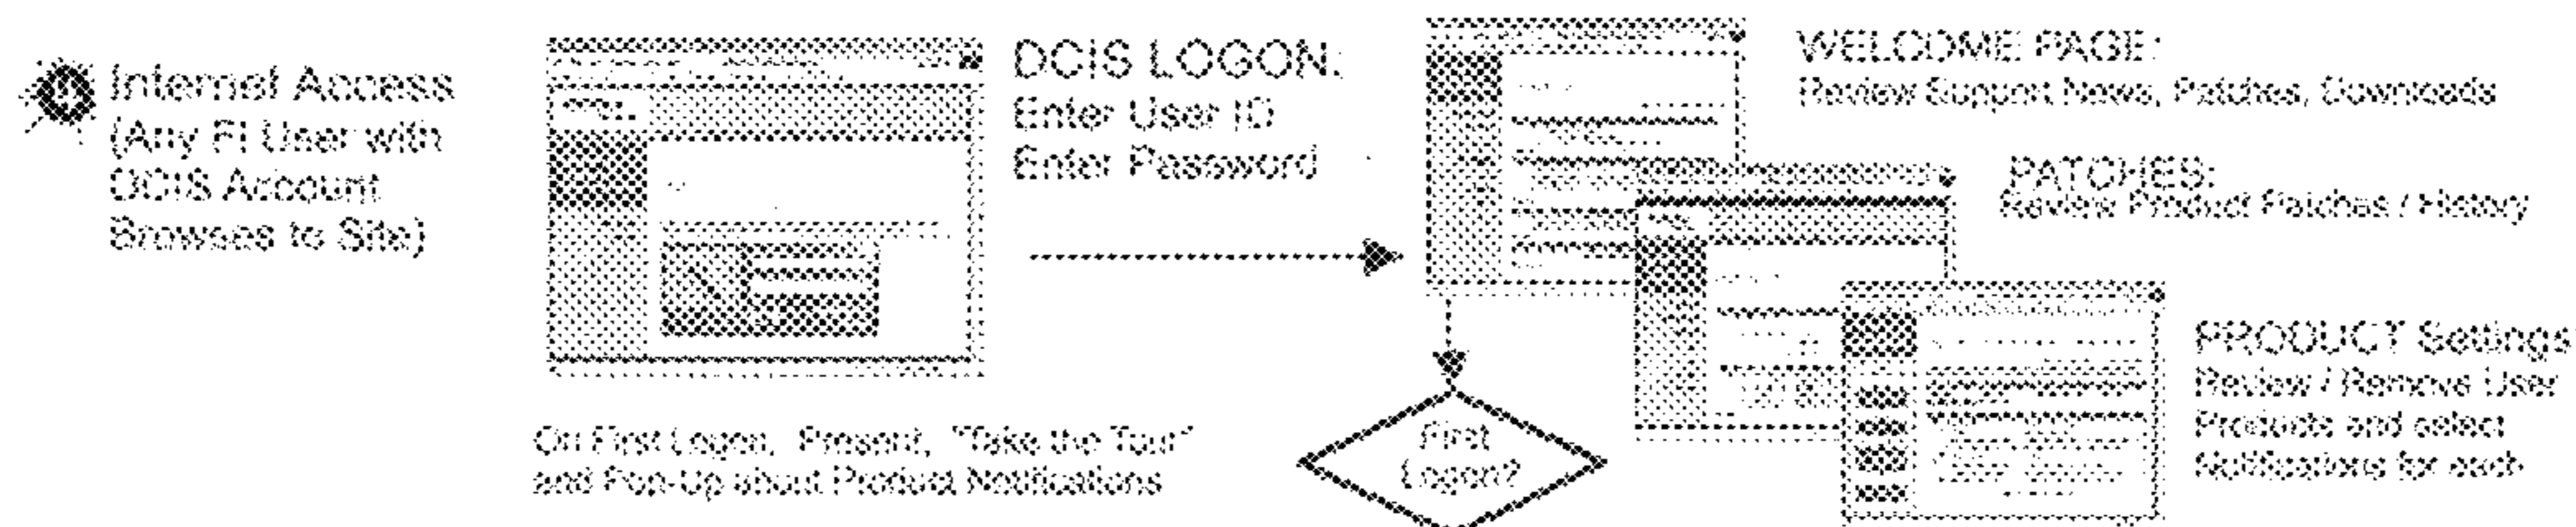 Internet Access
(Any FI User with
DCIS Account
Browses to Site)
DCIS LOGON:
Enter User ID
Enter Password
WELCOME PAGE:
Review Support News, Patches, Downloads
PATCHES:
Review Product Patches / History
PRODUCT Settings
Review / Remove User
Products and select
Notifications for each
On First Logon, Present, "Take the Tour"
and Pop-Up about Product Notifications
First
Logon?